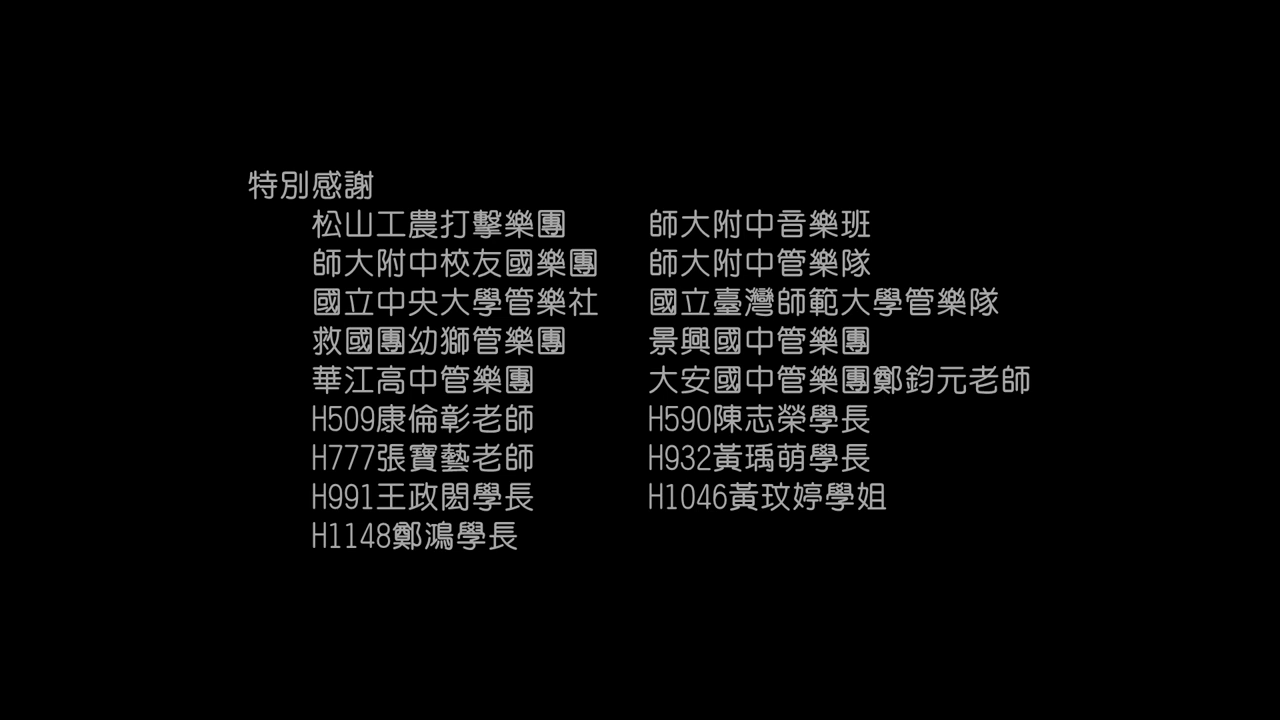 特別感謝
松山工農打擊樂團 師大附中音樂班
師大附中校友國樂團 師大附中管樂隊
國立中央大學管樂社 國立臺灣師範大學管樂隊
救國團幼獅管樂團 景興國中管樂團
華江高中管樂團 大安國中管樂團鄭鈞元老師
H509康倫彰老師 H590陳志榮學長
H777張寶藝老師 H932黃瑀萌學長
H991王政閎學長 H1046黃玟婷學姐
H1148鄭鴻學長